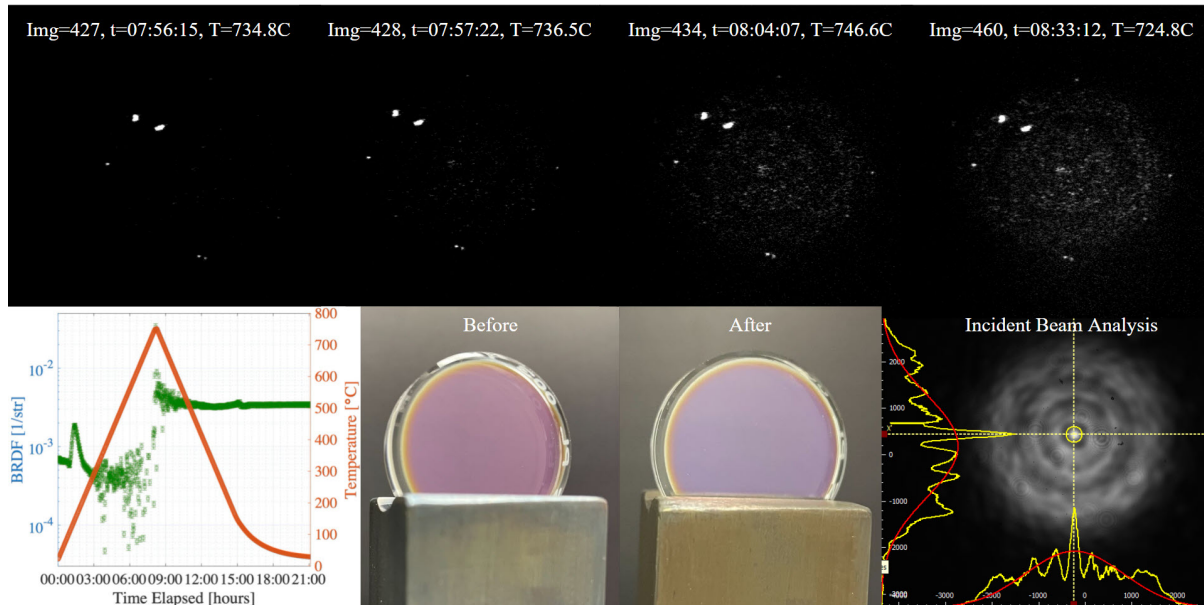 Img=427, t=07:56:15, T=734.8C
Img=428, t=07:57:22, T=736.5C
Img=434, t=08:04:07, T=746.6C
Img=460, t=08:33:12, T=724.8C
BRDF [1/str]
10-2
10-3
10-4
800
700
600
500
400
300
200
100
0
Temperature [°C]
00:00 03:00 06:00 09:00 12:00 15:00 18:00 21:00
Time Elapsed [hours]
Before
After
Incident Beam Analysis
2000
1000
0
-1000
-2000
-3000
-2000
-1000
0
1000
2000